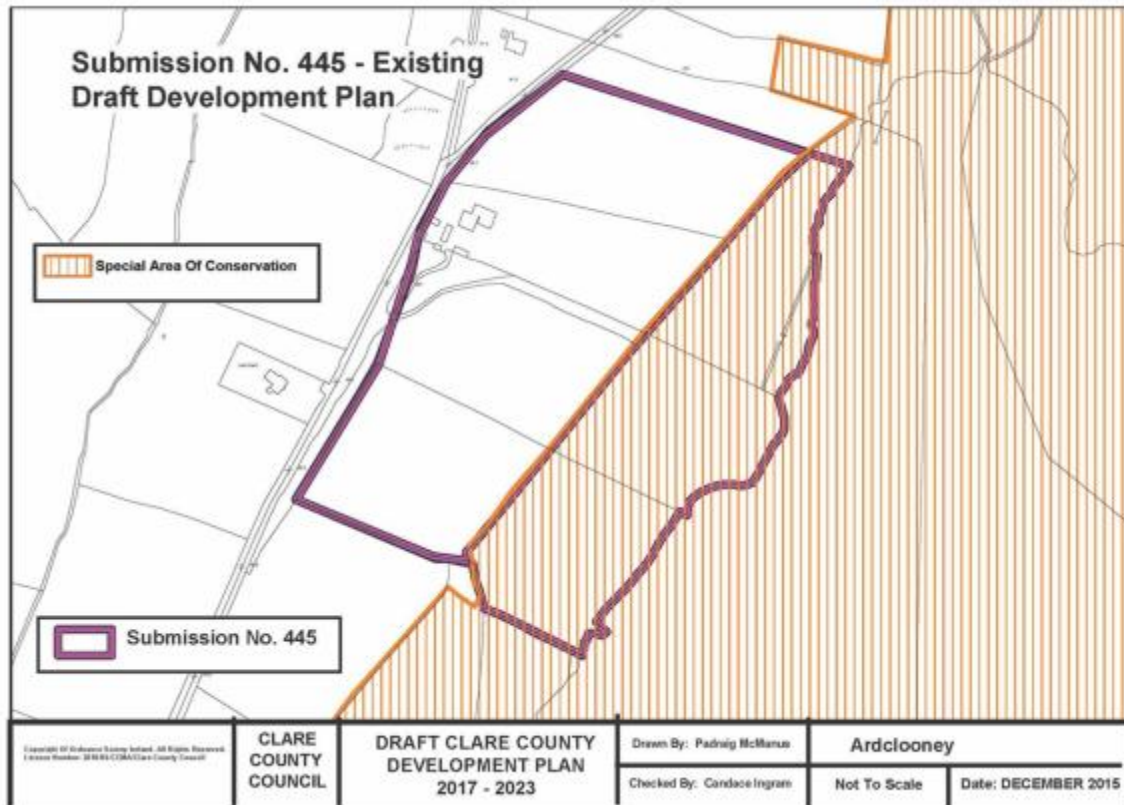 Submission No. 445 - Existing
Draft Development Plan
Special Area Of Conservation
Submission No. 445
CLARE
COUNTY
COUNCIL
DRAFT CLARE COUNTY
DEVELOPMENT PLAN
2017 - 2023
Drawn By: Padraig McManus
Checked By: Candace Ingram
Ardclooney
Not To Scale
Date: DECEMBER 2015